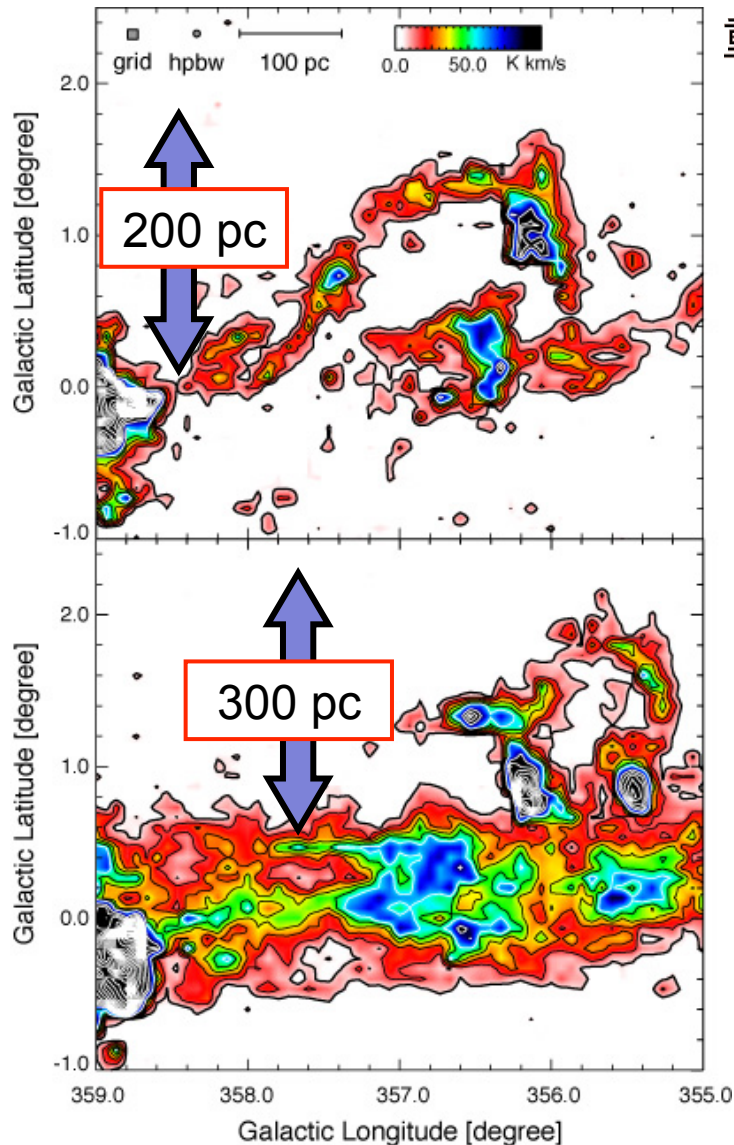 grid hpbw 100 pc 0.0 50.0 K km/s
2.0
200 pc
1.0
0.0
-1.0
Galactic Latitude [degree]
300 pc
2.0
1.0
0.0
-1.0
Galactic Latitude [degree]
359.0 358.0 357.0 356.0 355.0
Galactic Longitude [degree]